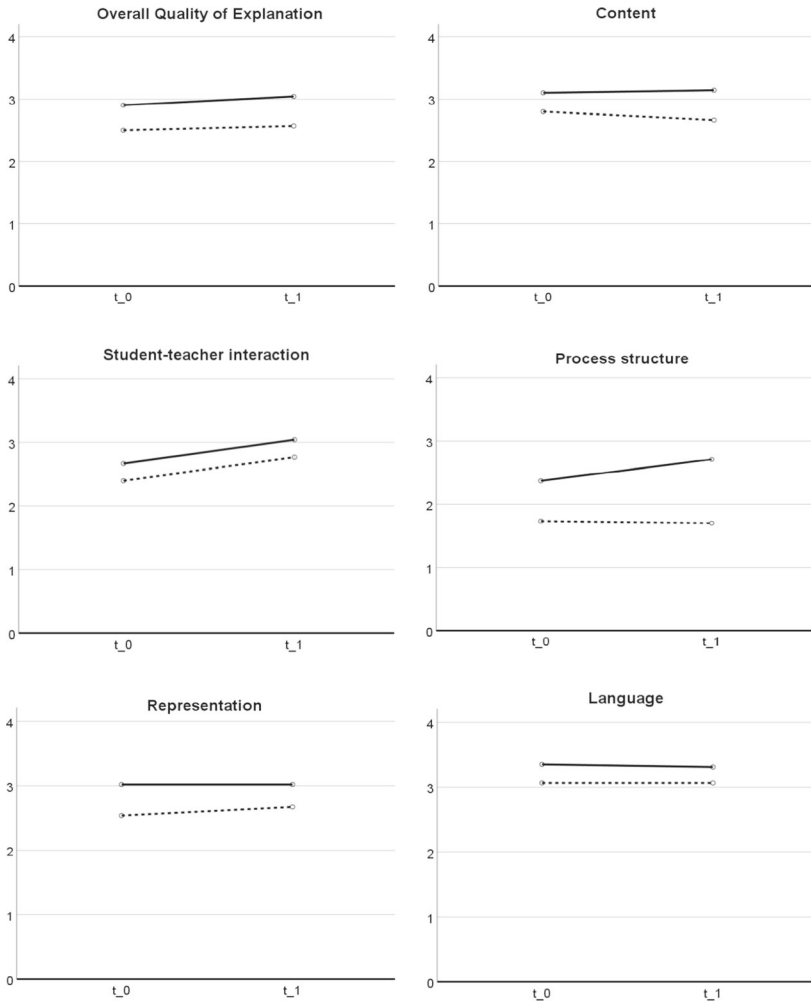 Overall Quality of Explanation
4
3
2
1
0
t_0 t_1
Content
4
3
2
1
0
t_0 t_1
Student-teacher interaction
4
3
2
1
0
t_0 t_1
Process structure
4
3
2
1
0
t_0 t_1
Representation
4
3
2
1
0
t_0 t_1
Language
4
3
2
1
0
t_0 t_1